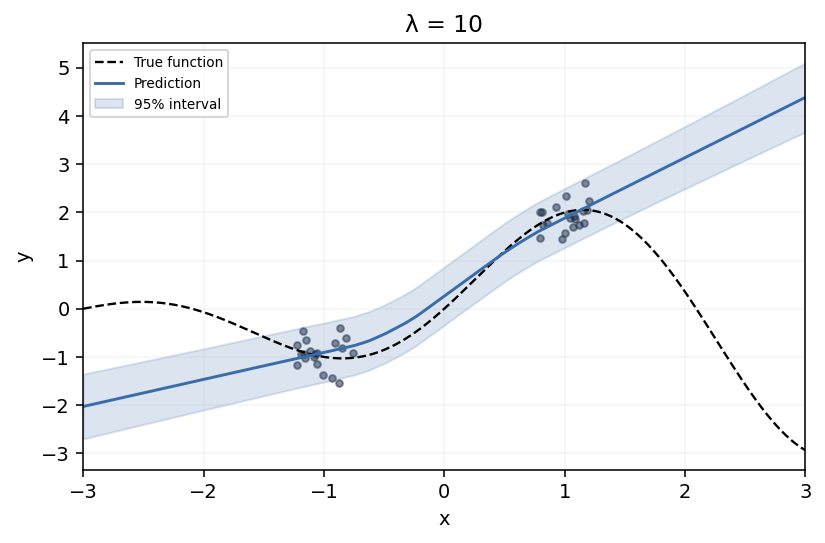 λ = 10
True function
Prediction
95% interval
5
4
3
2
1
0
−1
−2
−3
y
−3 −2 −1 0 1 2 3
x